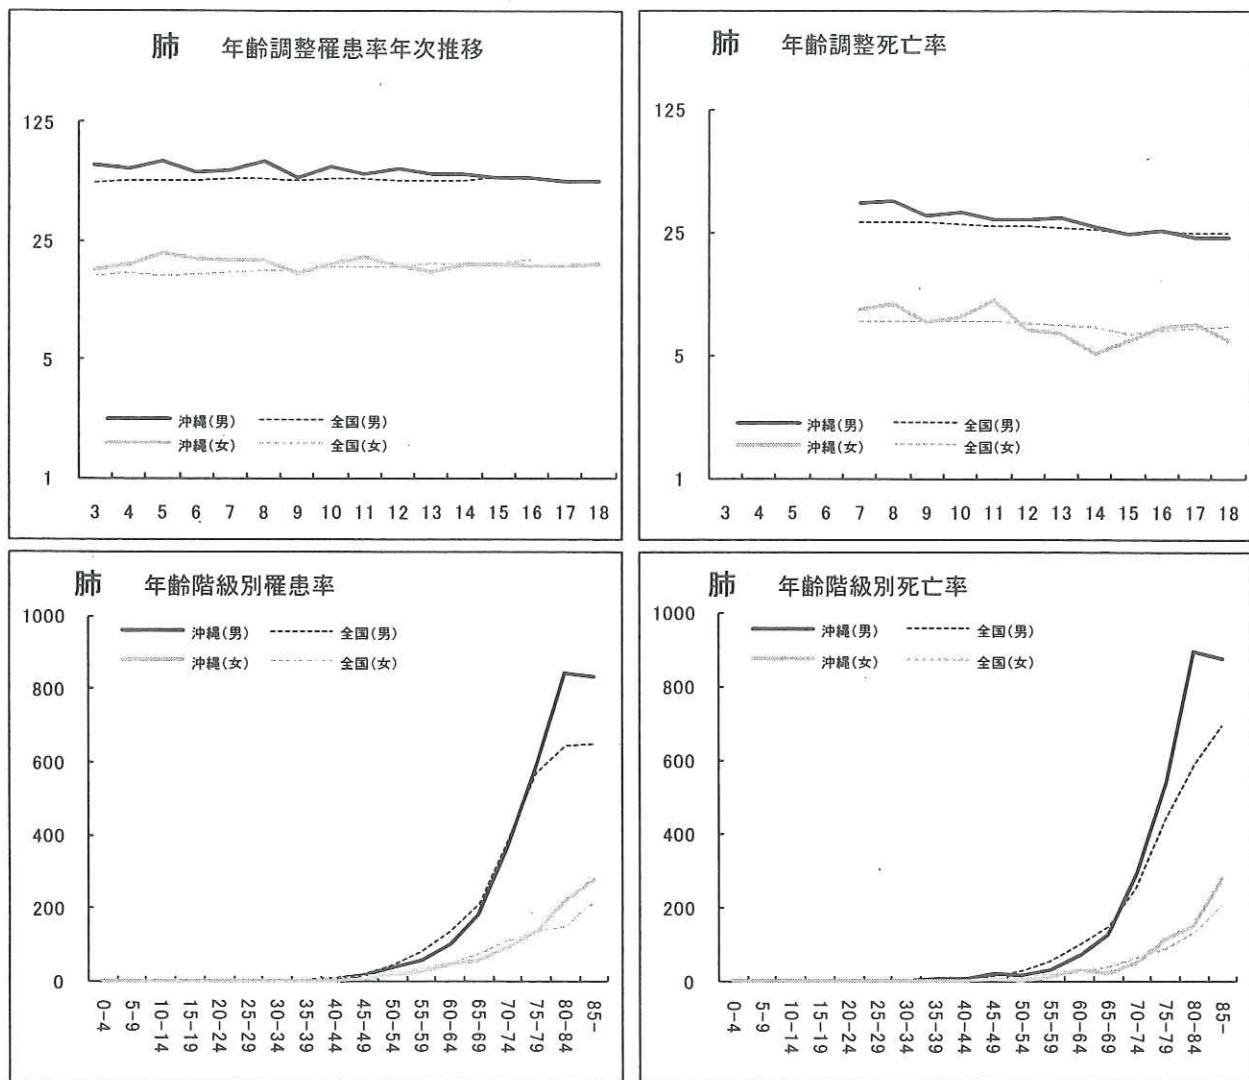 肺 年齢調整罹患率年次推移
125
25
5
1
沖縄(男) 全国(男)
沖縄(女) 全国(女)
3 4 5 6 7 8 9 10 11 12 13 14 15 16 17 18
肺 年齢調整死亡率
125
25
5
1
沖縄(男) 全国(男)
沖縄(女) 全国(女)
3 4 5 6 7 8 9 10 11 12 13 14 15 16 17 18
肺 年齢階級別罹患率
1000
800
600
400
200
0
沖縄(男) 全国(男)
沖縄(女) 全国(女)
0-4 5-9 10-14 15-19 20-24 25-29 30-34 35-39 40-44 45-49 50-54 55-59 60-64 65-69 70-74 75-79 80-84 85-
肺 年齢階級別死亡率
1000
800
600
400
200
0
沖縄(男) 全国(男)
沖縄(女) 全国(女)
0-4 5-9 10-14 15-19 20-24 25-29 30-34 35-39 40-44 45-49 50-54 55-59 60-64 65-69 70-74 75-79 80-84 85-